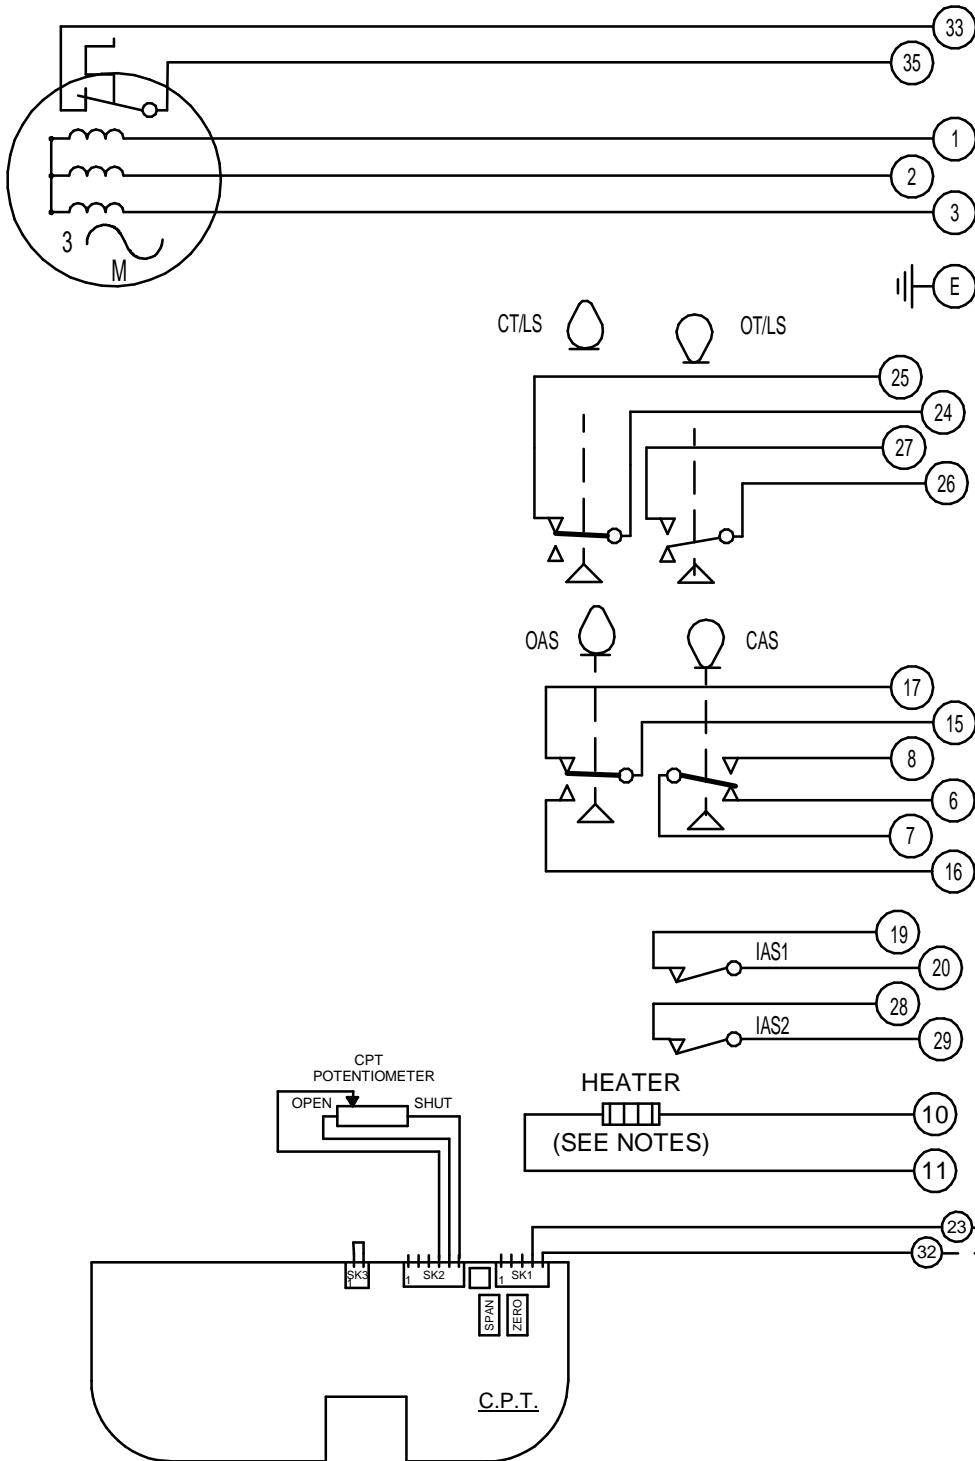 33
35
1
2
3
3
M
E
CT/LS
OT/LS
25
24
27
26
OAS
CAS
17
15
8
6
7
16
19
IAS1
20
28
IAS2
29
CPT
POTENTIOMETER
OPEN
SHUT
HEATER
(SEE NOTES)
10
11
23
32
SK3
1
SK2
1
SK1
1
SPAN
ZERO
C.P.T.